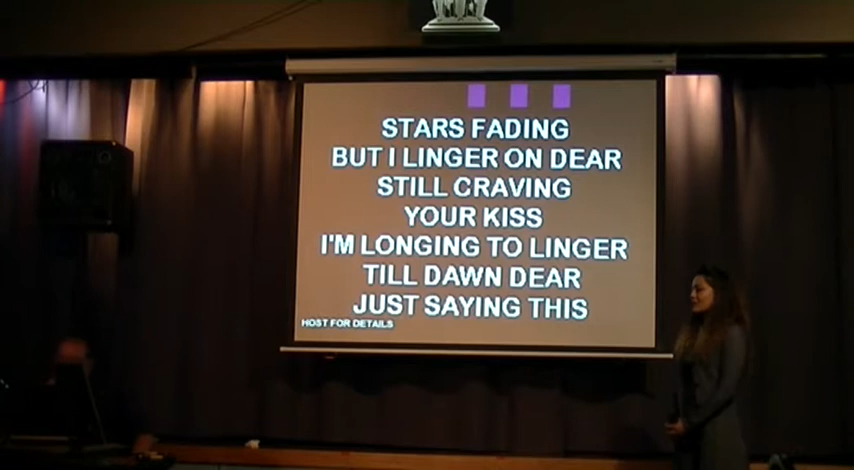 STARS FADING
BUT I LINGER ON DEAR
STILL CRAVING
YOUR KISS
I'M LONGING TO LINGER
TILL DAWN DEAR
JUST SAYING THIS
HOST FOR DETAILS